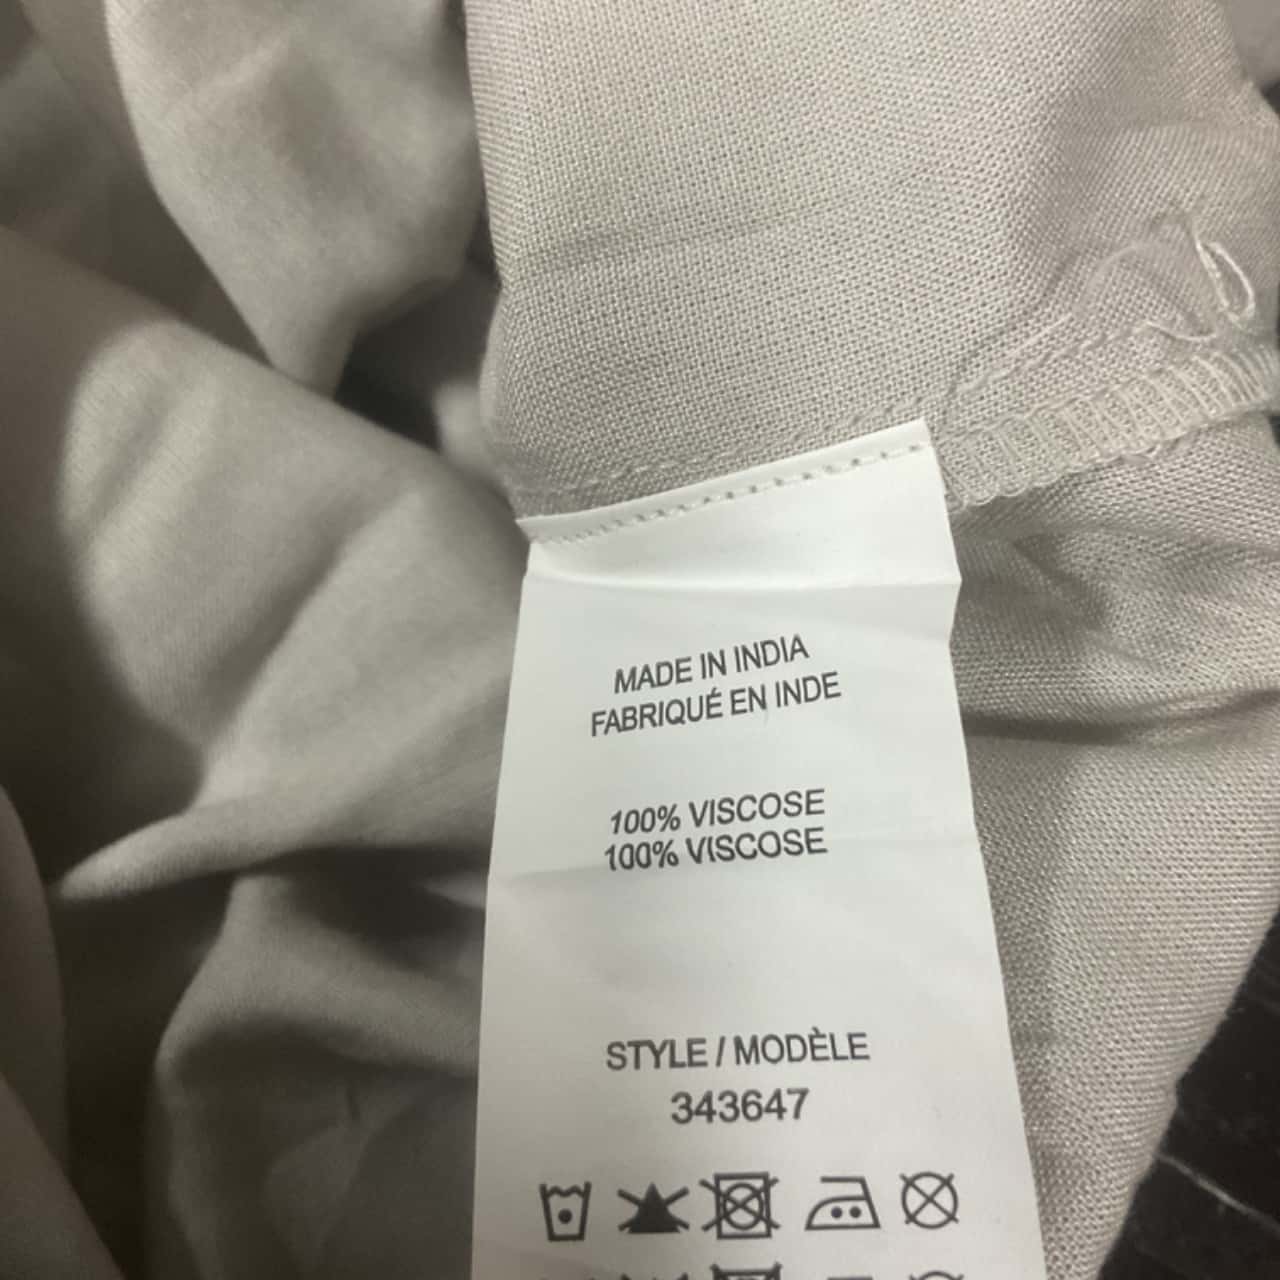 MADE IN INDIA
FABRIQUÉ EN INDE
100% VISCOSE
100% VISCOSE
STYLE / MODÈLE
343647